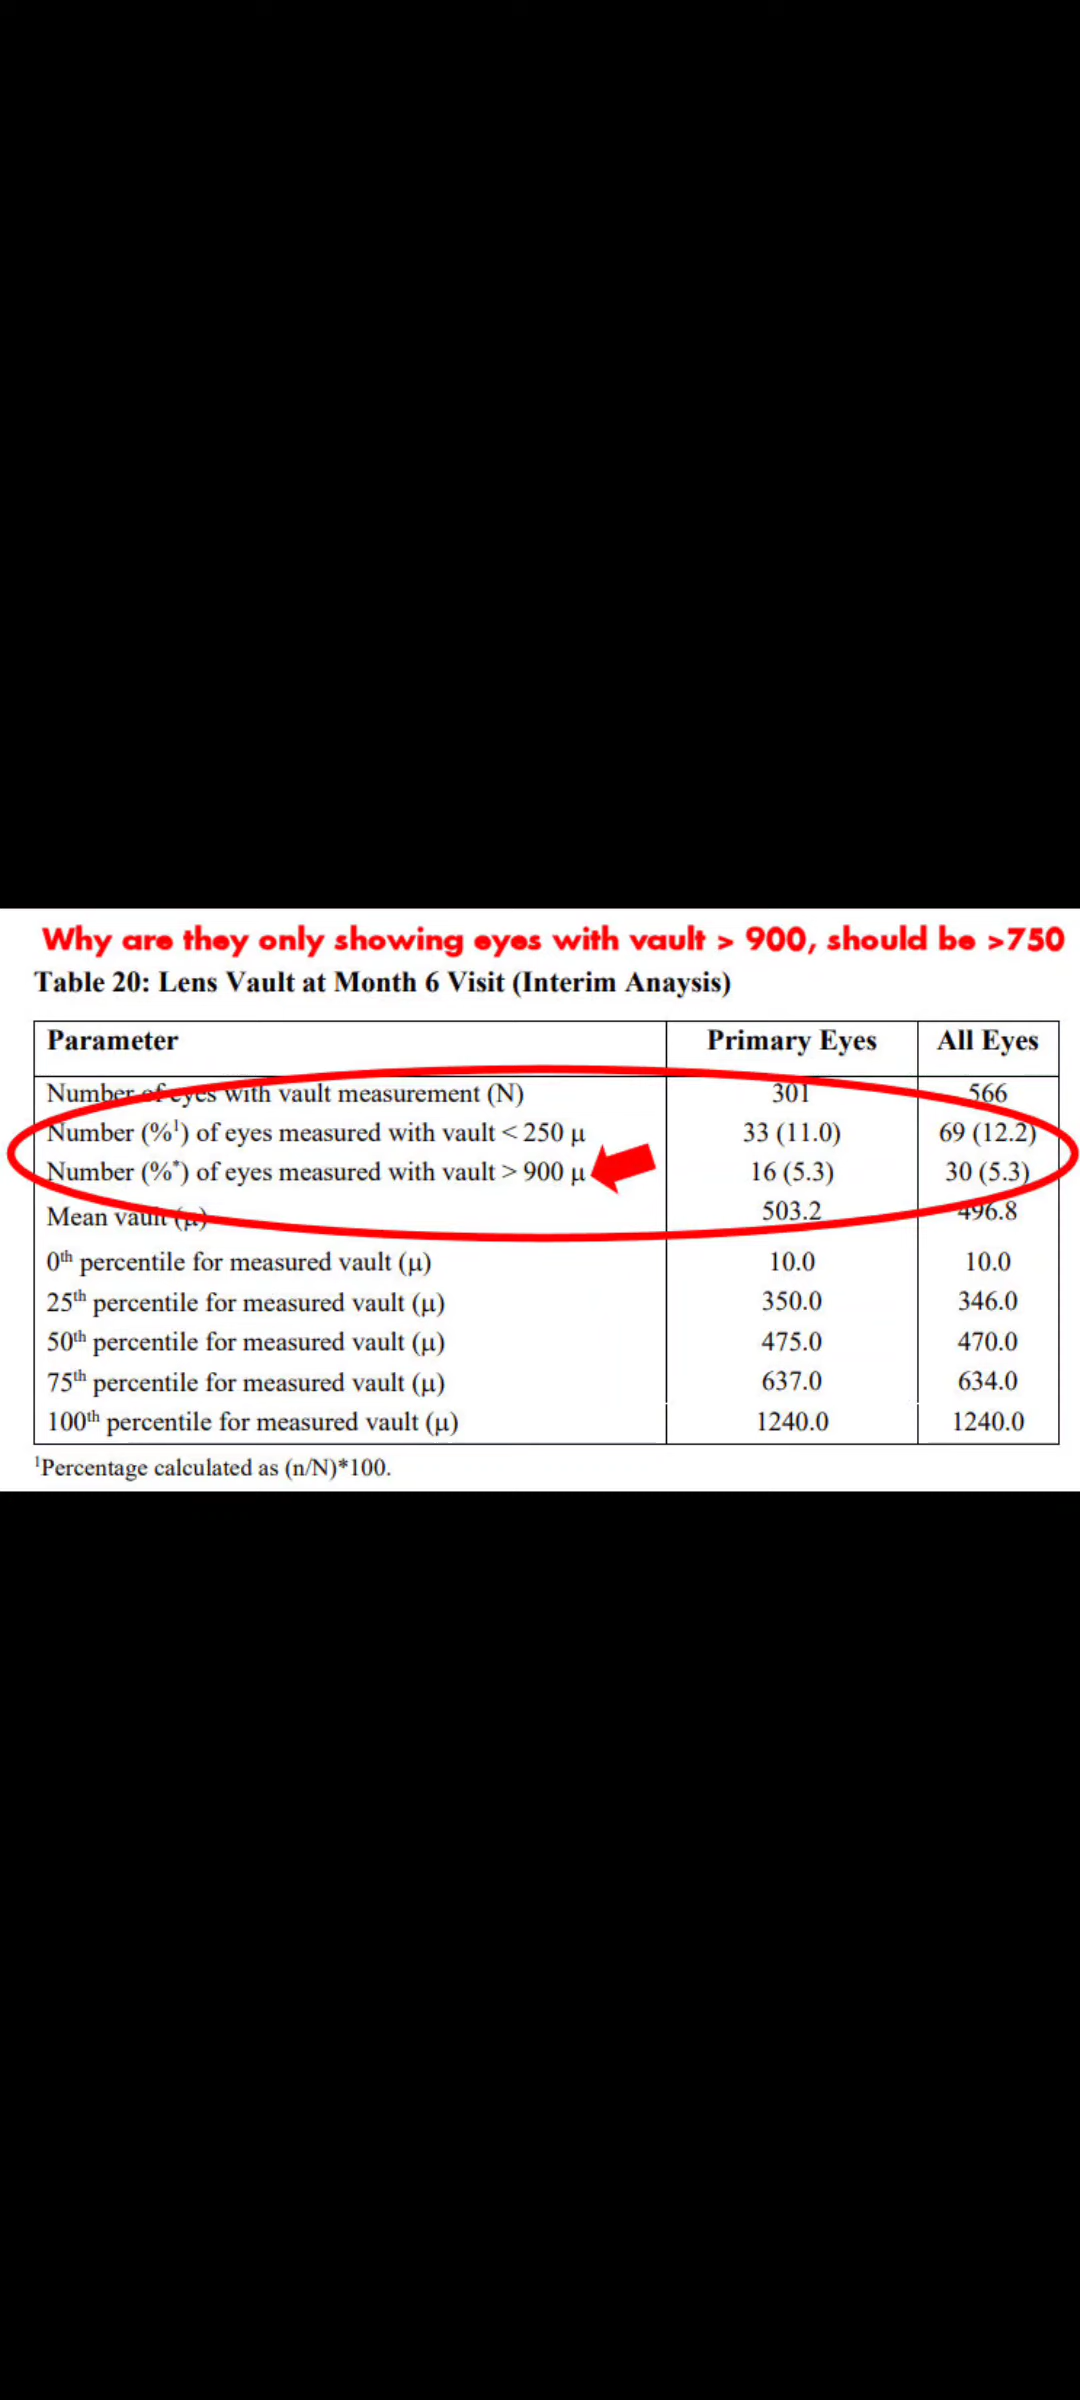 Why are they only showing eyes with vault > 900, should be >750
Table 20: Lens Vault at Month 6 Visit (Interim Anaysis)
Parameter Primary Eyes All Eyes
Number of eyes with vault measurement (N) 301 566
Number (%¹) of eyes measured with vault < 250 µ 33 (11.0) 69 (12.2)
Number (%*) of eyes measured with vault > 900 µ 16 (5.3) 30 (5.3)
Mean vault (µ) 503.2 496.8
0th percentile for measured vault (µ) 10.0 10.0
25th percentile for measured vault (µ) 350.0 346.0
50th percentile for measured vault (µ) 475.0 470.0
75th percentile for measured vault (µ) 637.0 634.0
100th percentile for measured vault (µ) 1240.0 1240.0
¹Percentage calculated as (n/N)*100.